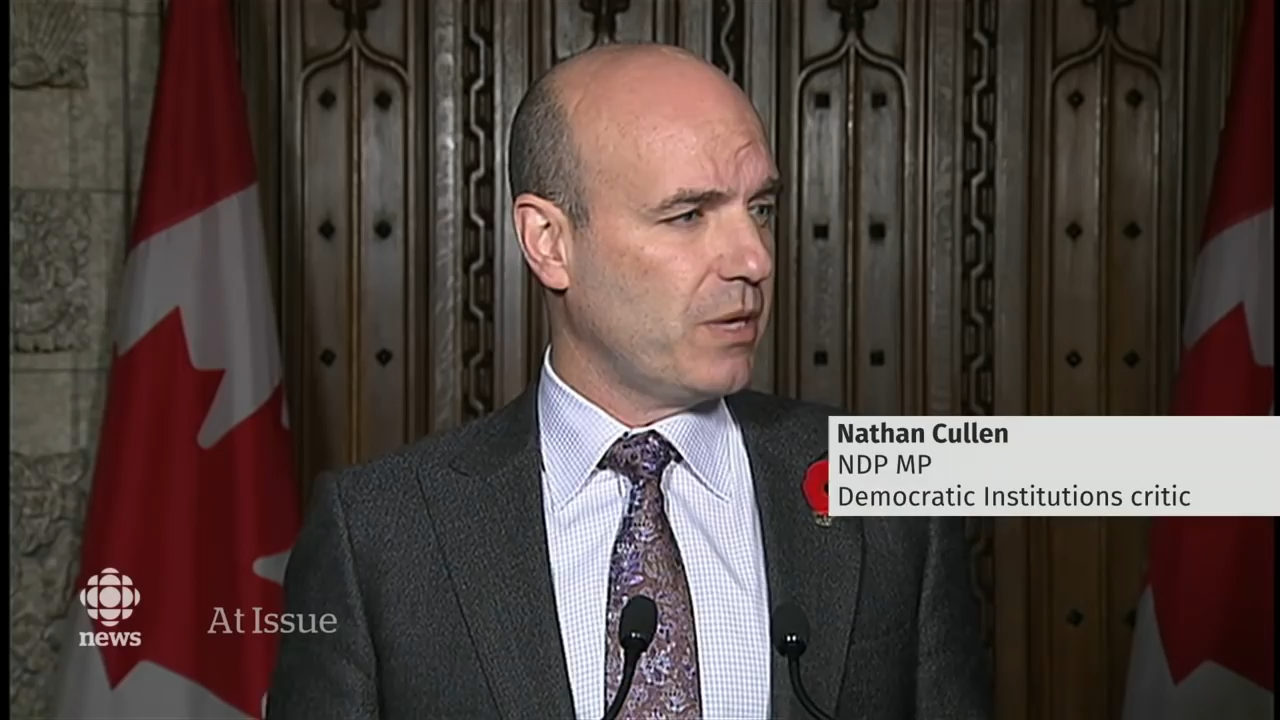 Nathan Cullen
NDP MP
Democratic Institutions critic
At Issue
news